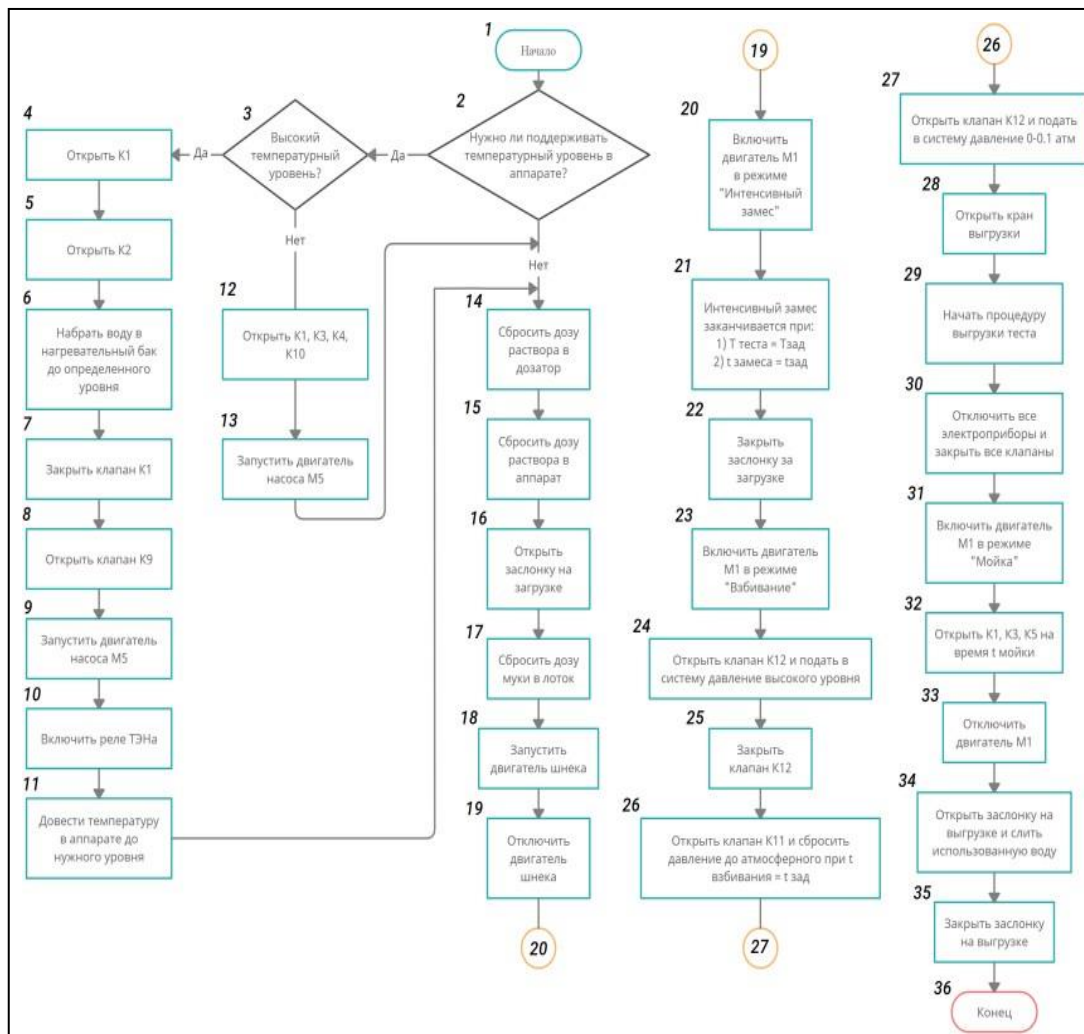 1
Начало
2
Нужно ли поддерживать
температурный уровень в
аппарате?
Да
3
Высокий
температурный
уровень?
Да
4
Открыть К1
5
Открыть К2
6
Набрать воду в
нагревательный бак
до определенного
уровня
7
Закрыть клапан К1
8
Открыть клапан К9
9
Запустить двигатель
насоса М5
10
Включить реле ТЭНа
11
Довести температуру
в аппарате до
нужного уровня
Нет
12
Открыть К1, К3, К4,
К10
13
Запустить двигатель
насоса М5
Нет
14
Сбросить дозу
раствора в
дозатор
15
Сбросить дозу
раствора в
аппарат
16
Открыть
заслонку на
загрузке
17
Сбросить дозу
муки в лоток
18
Запустить
двигатель шнека
19
Отключить
двигатель
шнека
20
19
20
Включить
двигатель М1
в режиме
"Интенсивный
замес"
21
Интенсивный замес
заканчивается при:
1) Т теста = Тзад
2) t замеса = tзад
22
Закрыть
заслонку за
загрузке
23
Включить двигатель
М1 в режиме
"Взбивание"
24
Открыть клапан К12 и подать в
систему давление высокого уровня
25
Закрыть
клапан К12
26
Открыть клапан К11 и сбросить
давление до атмосферного при t
взбивания = t зад
27
26
27
Открыть клапан К12 и подать
в систему давление 0-0.1 атм
28
Открыть кран
выгрузки
29
Начать процедуру
выгрузки теста
30
Отключить все
электроприборы и
закрыть все клапаны
31
Включить двигатель
М1 в режиме
"Мойка"
32
Открыть К1, К3, К5 на
время t мойки
33
Отключить
двигатель М1
34
Открыть заслонку на
выгрузке и слить
использованную воду
35
Закрыть заслонку
на выгрузке
36
Конец